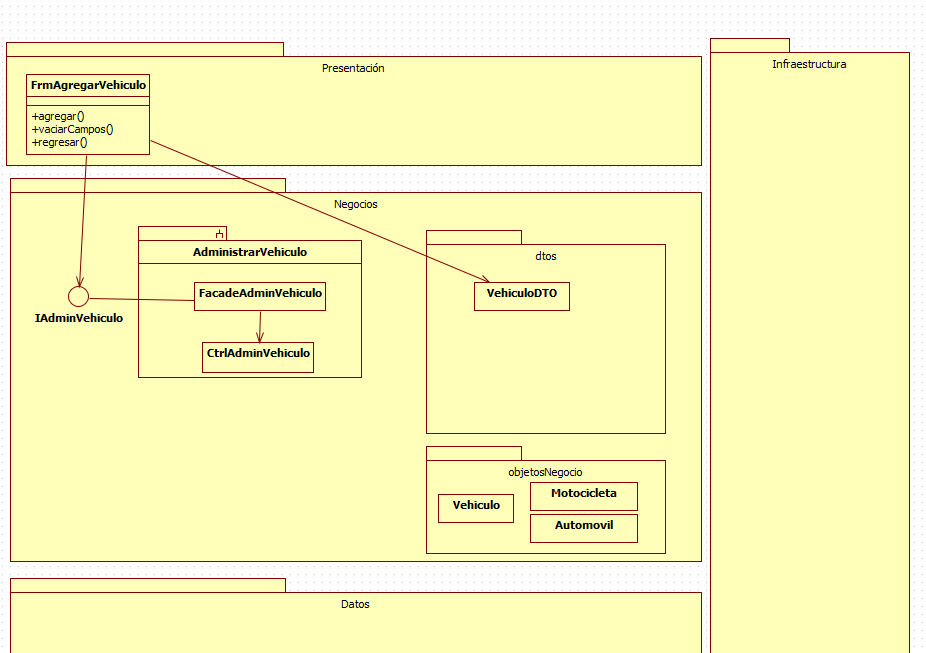 Presentación
Infraestructura
FrmAgregarVehiculo
+agregar()
+vaciarCampos()
+regresar()
Negocios
AdministrarVehiculo
dtos
FacadeAdminVehiculo
VehiculoDTO
IAdminVehiculo
CtrlAdminVehiculo
objetosNegocio
Vehiculo
Motocicleta
Automovil
Datos